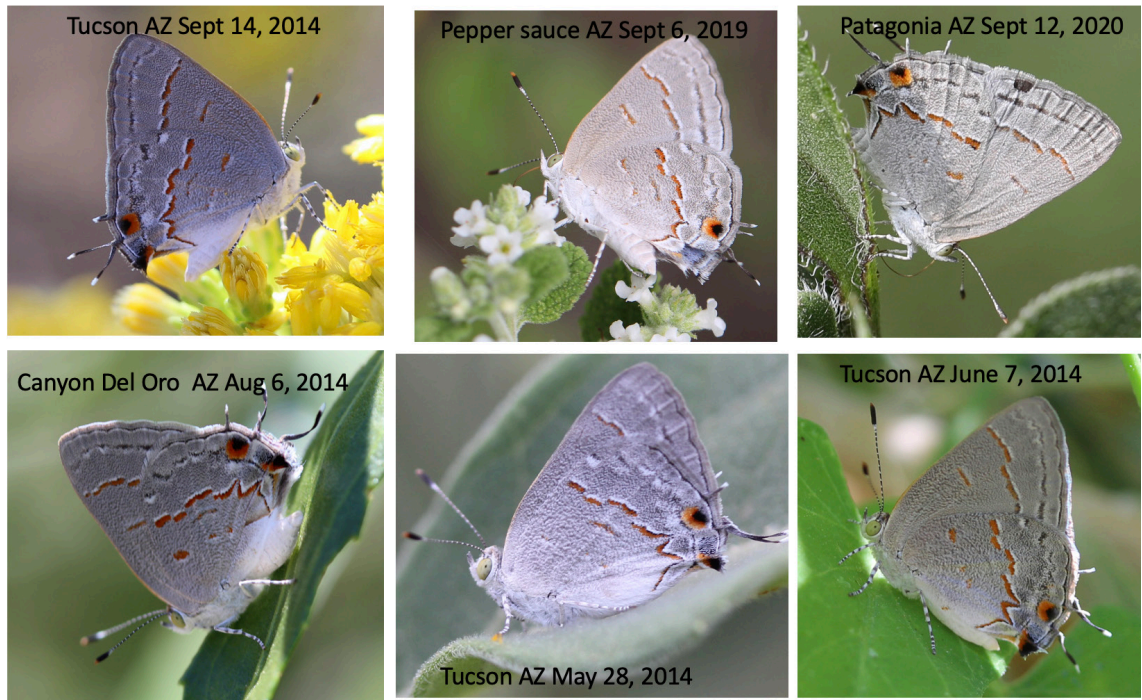 Tucson AZ Sept 14, 2014
Pepper sauce AZ Sept 6, 2019
Patagonia AZ Sept 12, 2020
Canyon Del Oro  AZ Aug 6, 2014
Tucson AZ May 28, 2014
Tucson AZ June 7, 2014